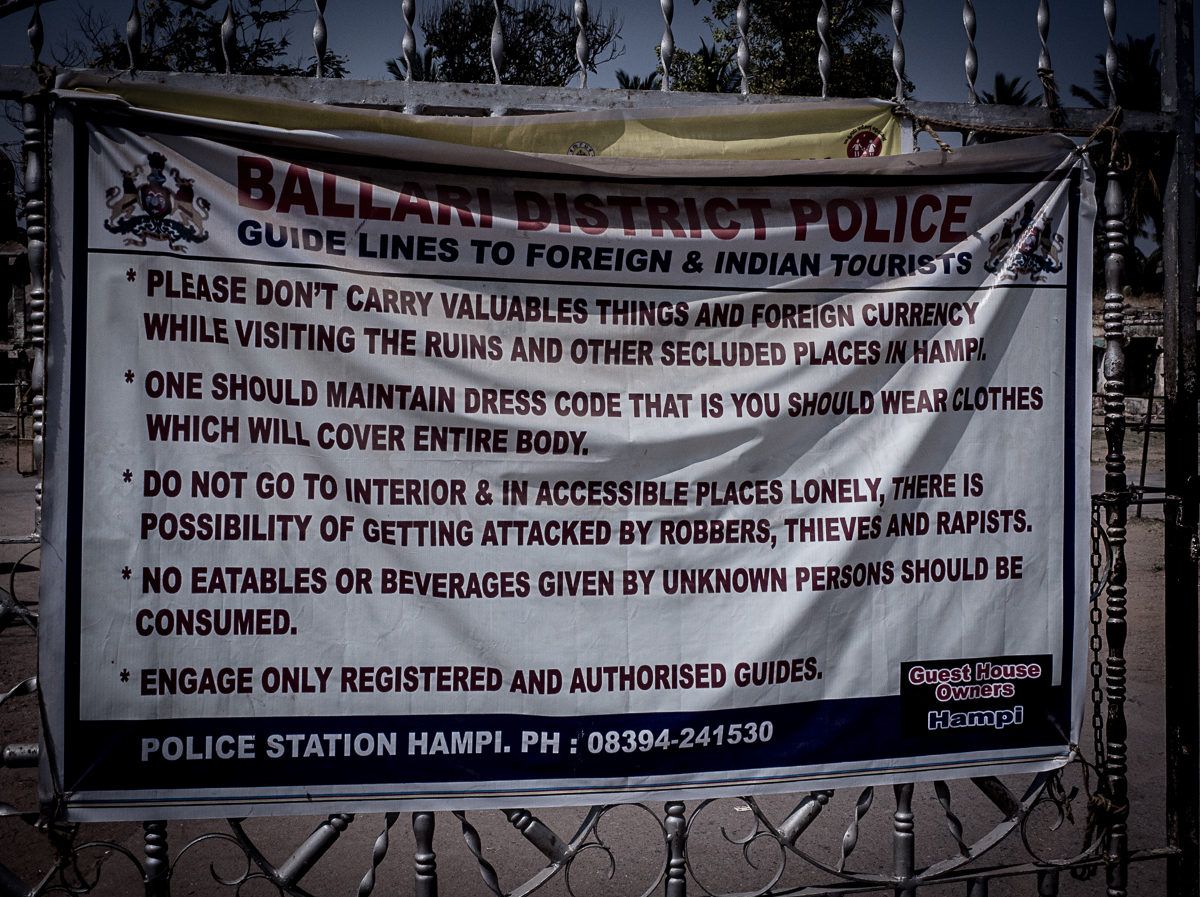 BALLARI DISTRICT POLICE
GUIDE LINES TO FOREIGN & INDIAN TOURISTS
* PLEASE DON'T CARRY VALUABLES THINGS AND FOREIGN CURRENCY
WHILE VISITING THE RUINS AND OTHER SECLUDED PLACES IN HAMPI.
* ONE SHOULD MAINTAIN DRESS CODE THAT IS YOU SHOULD WEAR CLOTHES
WHICH WILL COVER ENTIRE BODY.
* DO NOT GO TO INTERIOR & IN ACCESSIBLE PLACES LONELY, THERE IS
POSSIBILITY OF GETTING ATTACKED BY ROBBERS, THIEVES AND RAPISTS.
* NO EATABLES OR BEVERAGES GIVEN BY UNKNOWN PERSONS SHOULD BE
CONSUMED.
* ENGAGE ONLY REGISTERED AND AUTHORISED GUIDES.
Guest House
Owners
Hampi
POLICE STATION HAMPI. PH : 08394-241530